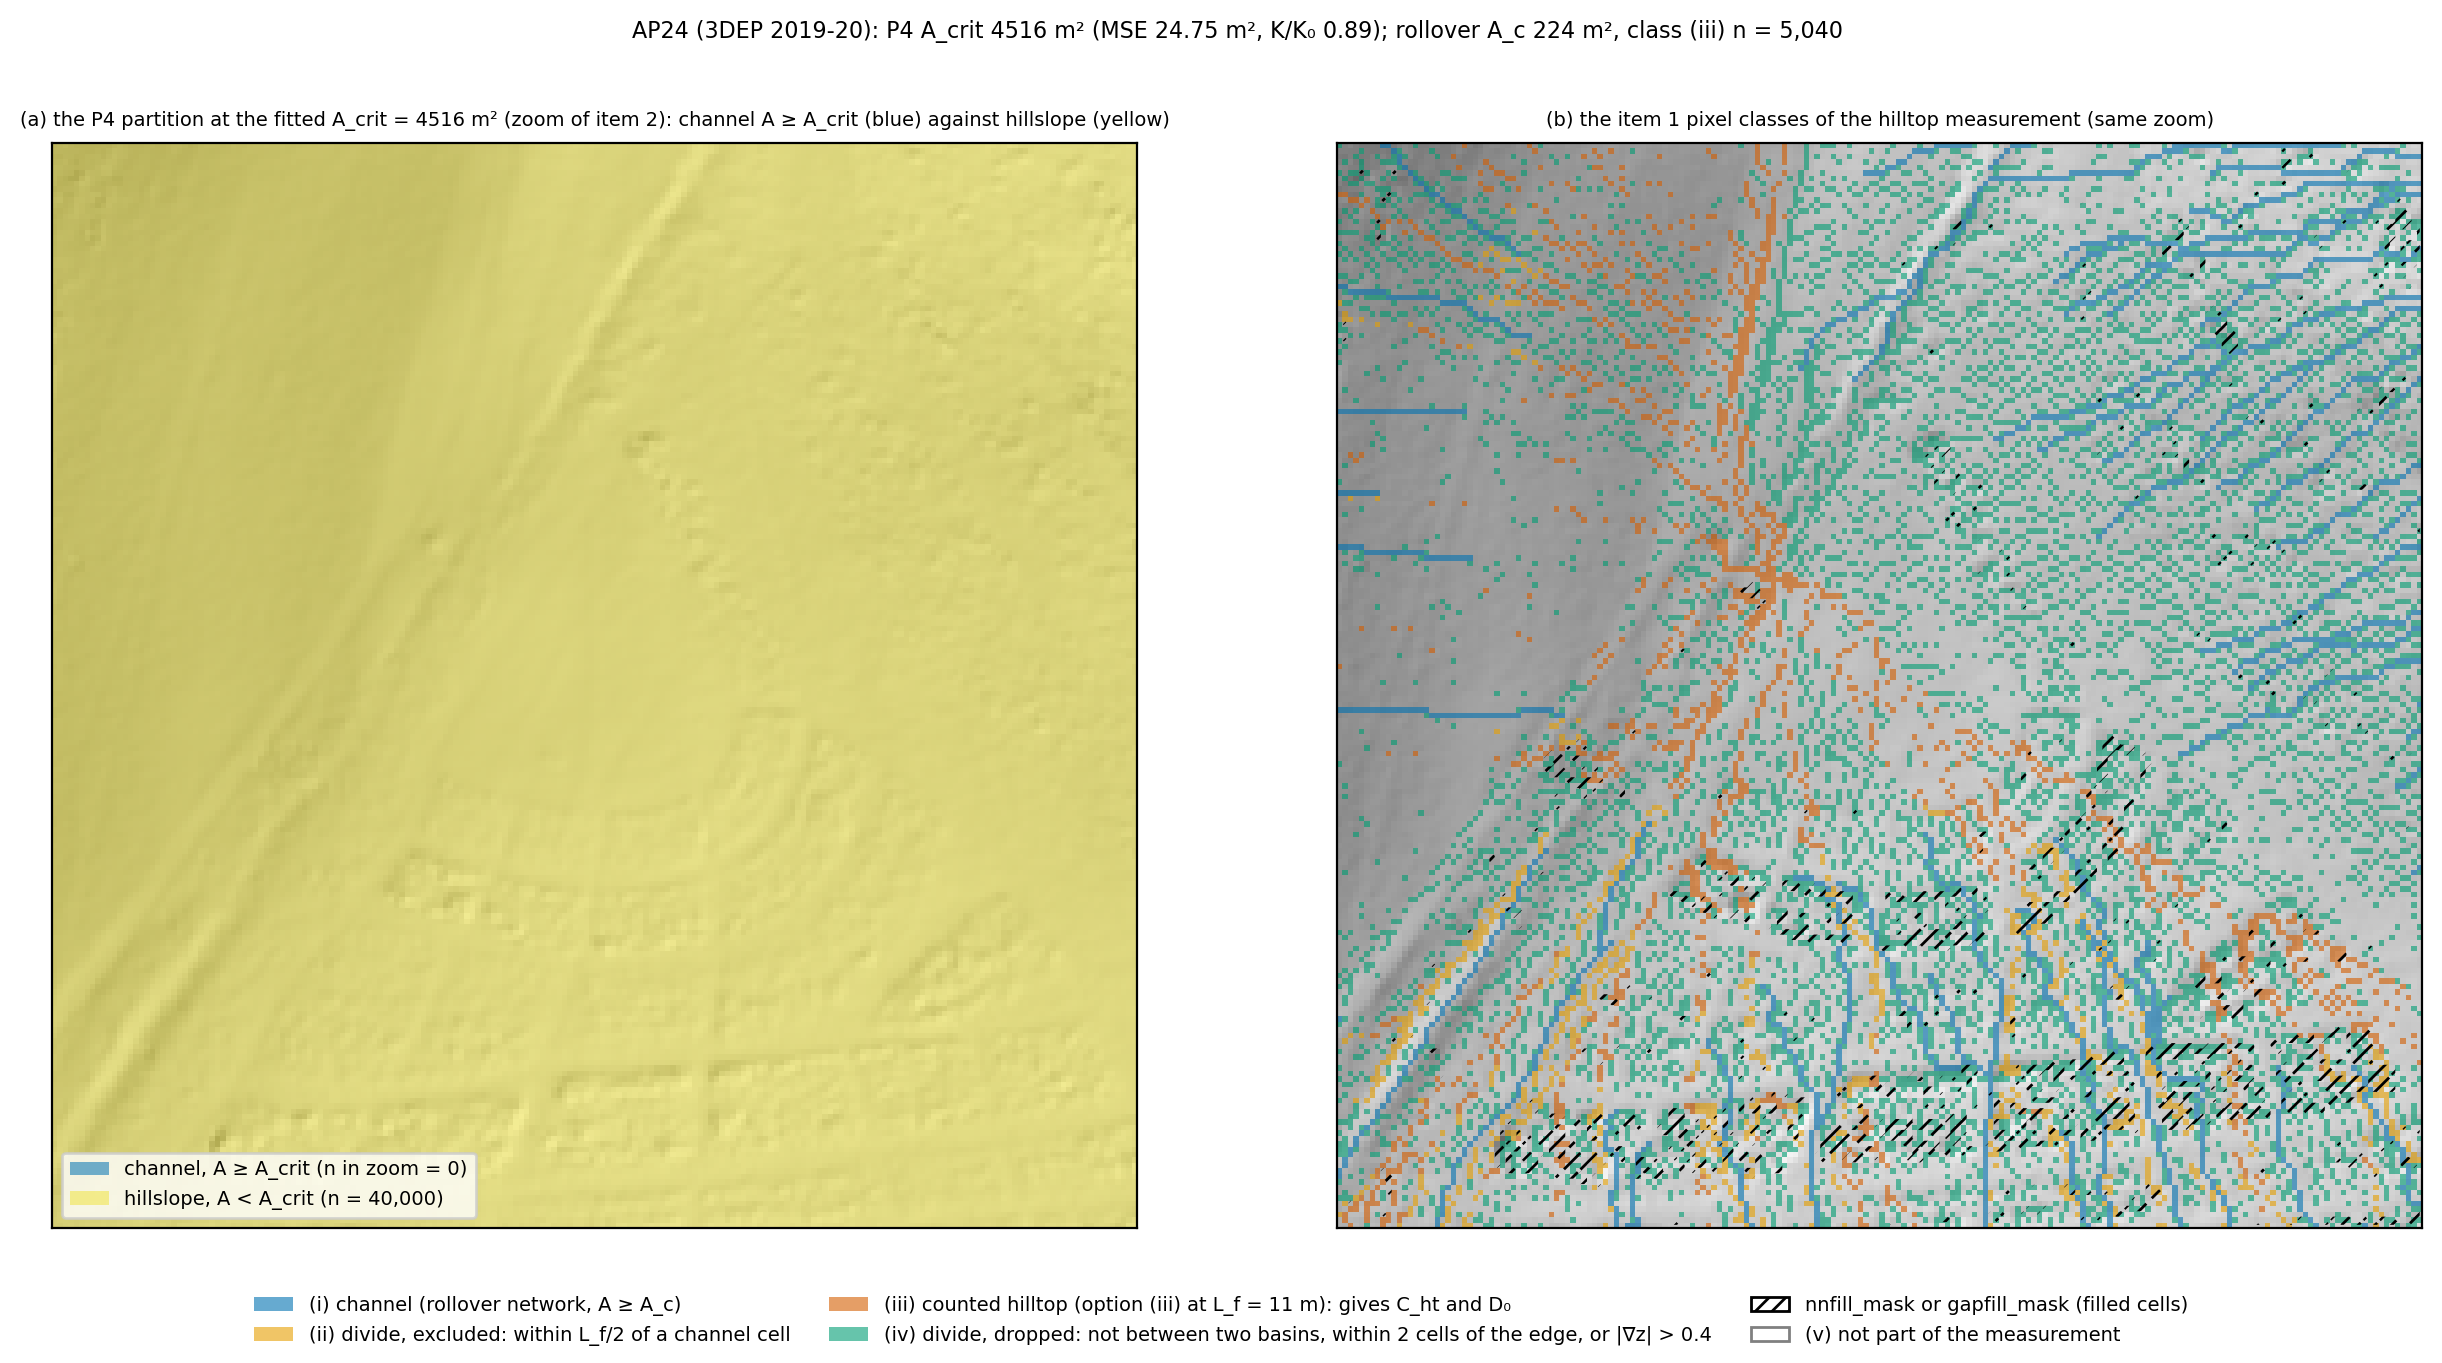 AP24 (3DEP 2019-20): P4 A_crit 4516 m² (MSE 24.75 m², K/K₀ 0.89); rollover A_c 224 m², class (iii) n = 5,040
(a) the P4 partition at the fitted A_crit = 4516 m² (zoom of item 2): channel A ≥ A_crit (blue) against hillslope (yellow)
(b) the item 1 pixel classes of the hilltop measurement (same zoom)
channel, A ≥ A_crit (n in zoom = 0)
hillslope, A < A_crit (n = 40,000)
(i) channel (rollover network, A ≥ A_c)
(ii) divide, excluded: within L_f/2 of a channel cell
(iii) counted hilltop (option (iii) at L_f = 11 m): gives C_ht and D₀
(iv) divide, dropped: not between two basins, within 2 cells of the edge, or |∇z| > 0.4
nnfill_mask or gapfill_mask (filled cells)
(v) not part of the measurement